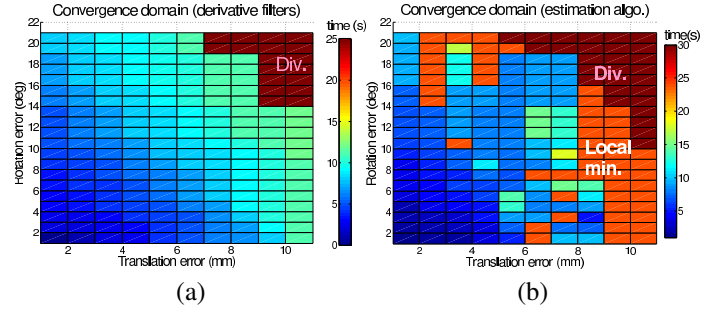 Convergence domain (derivative filters)
time (s)
22
20
18
16
14
12
10
8
6
4
2
Rotation error (deg)
Div.
2 4 6 8 10
Translation error (mm)
25
20
15
10
5
0
(a)
Convergence domain (estimation algo.)
time(s)
22
20
18
16
14
12
10
8
6
4
2
Rotation error (deg)
Div.
Local
min.
2 4 6 8 10
Translation error (mm)
30
25
20
15
10
5
(b)